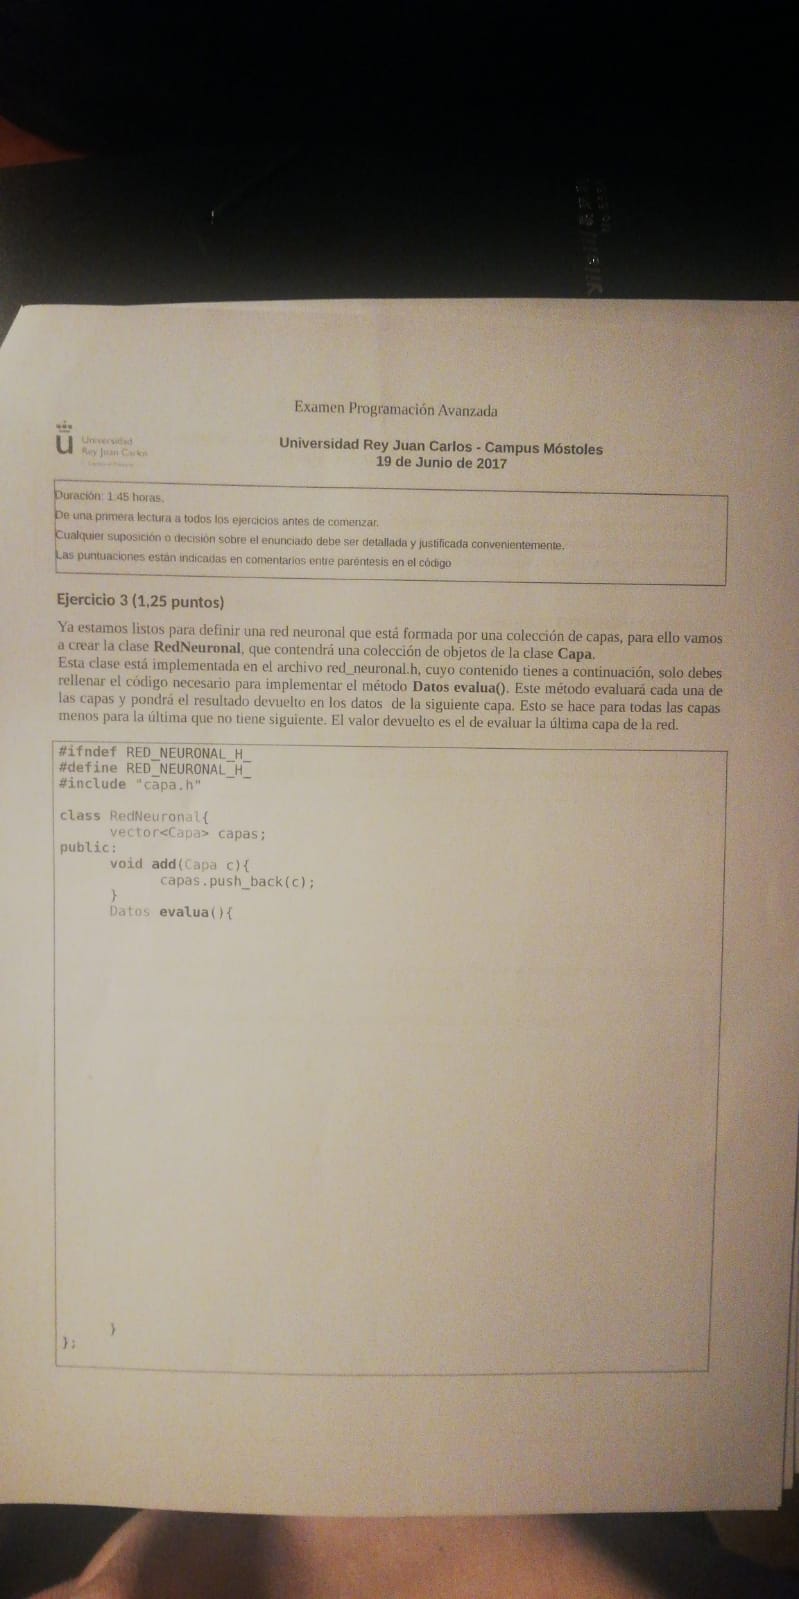 Examen Programación Avanzada
Universidad
Rey Juan Carlos
Universidad Rey Juan Carlos - Campus Móstoles
19 de Junio de 2017
Duración: 1.45 horas.
De una primera lectura a todos los ejercicios antes de comenzar.
Cualquier suposición o decisión sobre el enunciado debe ser detallada y justificada convenientemente.
Las puntuaciones están indicadas en comentarios entre paréntesis en el código
Ejercicio 3 (1,25 puntos)
Ya estamos listos para definir una red neuronal que está formada por una colección de capas, para ello vamos
a crear la clase RedNeuronal, que contendrá una colección de objetos de la clase Capa.
Esta clase está implementada en el archivo red_neuronal.h, cuyo contenido tienes a continuación, solo debes
rellenar el código necesario para implementar el método Datos evalua(). Este método evaluará cada una de
las capas y pondrá el resultado devuelto en los datos de la siguiente capa. Esto se hace para todas las capas
menos para la última que no tiene siguiente. El valor devuelto es el de evaluar la última capa de la red.
#ifndef RED_NEURONAL_H_
#define RED_NEURONAL_H_
#include "capa.h"
class RedNeuronal{
vector<Capa> capas;
public:
void add(Capa c){
capas.push_back(c);
}
Datos evalua(){
}
};